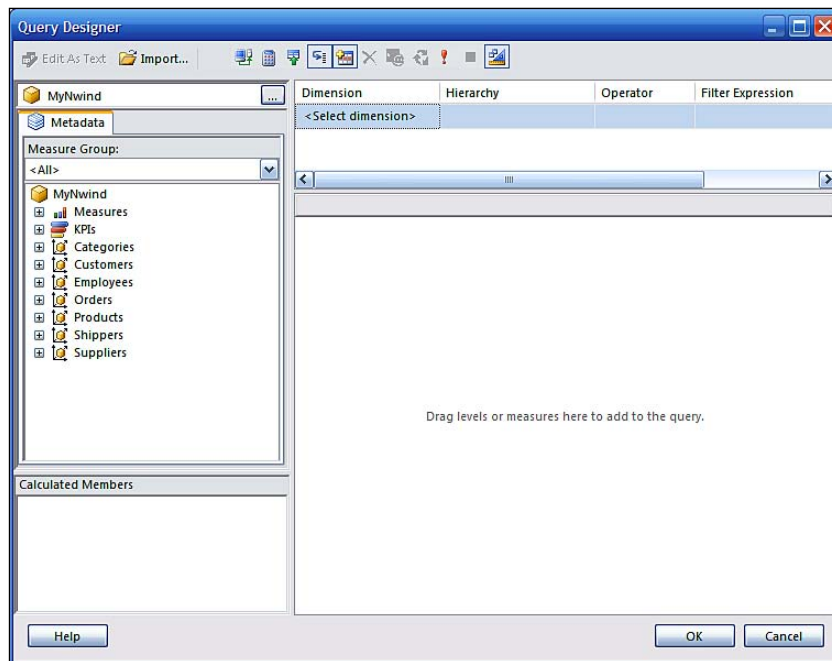 Query Designer
Edit As Text Import...
MyNwind ...
Dimension Hierarchy Operator Filter Expression
<Select dimension>
Metadata
Measure Group:
<All>
MyNwind
Measures
KPIs
Categories
Customers
Employees
Orders
Products
Shippers
Suppliers
Drag levels or measures here to add to the query.
Calculated Members
Help OK Cancel